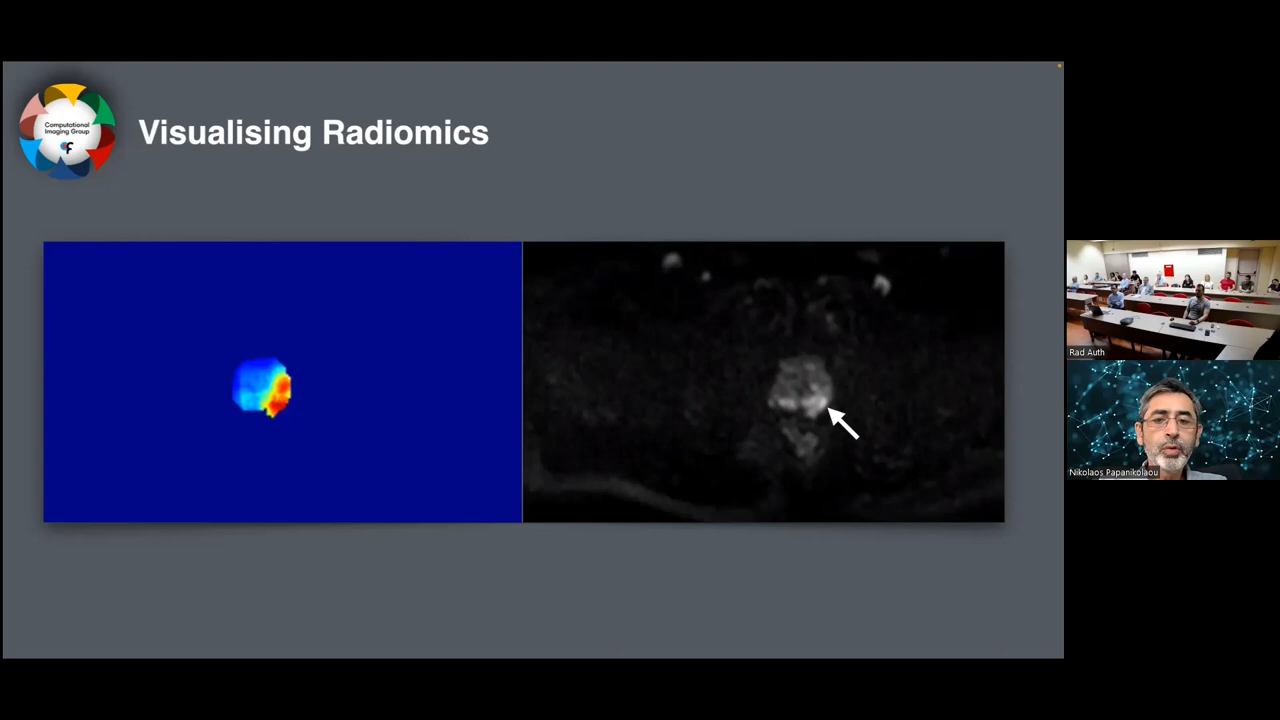 Computational
Imaging Group
Visualising Radiomics
Rad Auth
Nikolaos Papanikolaou